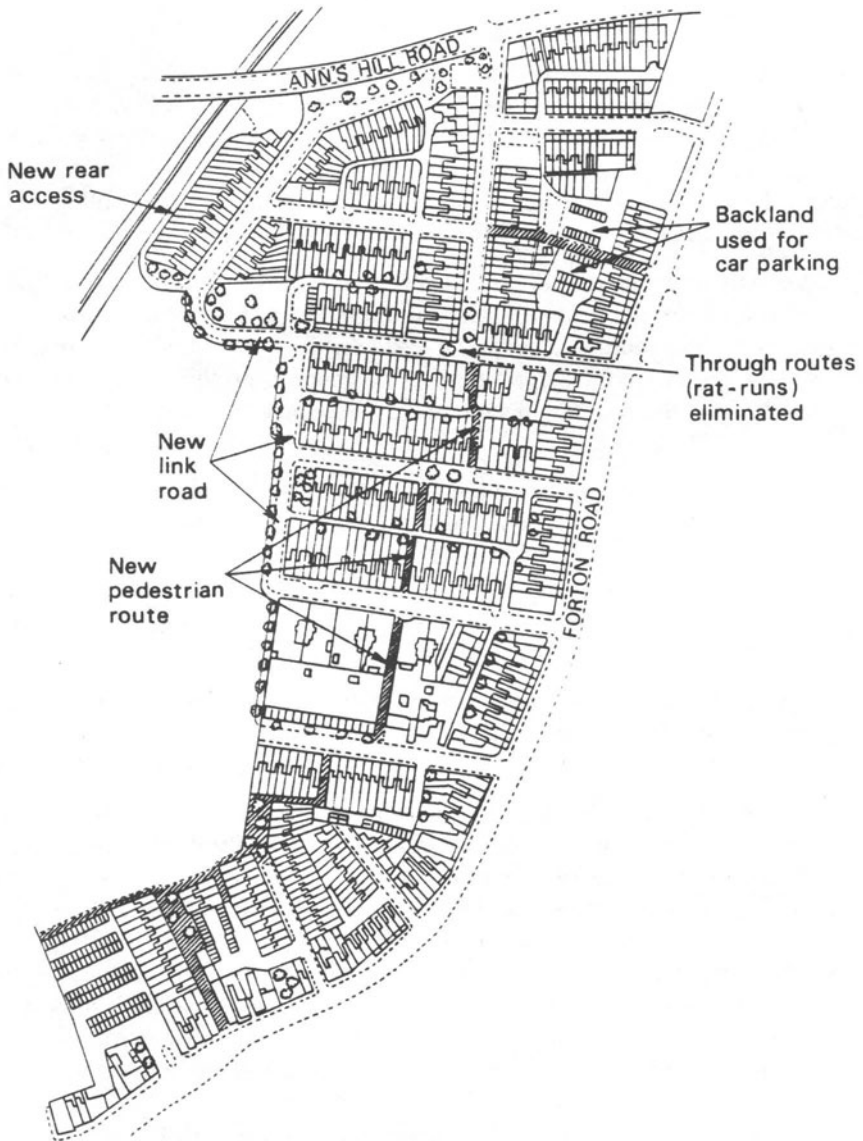 ANN'S HILL ROAD
New rear
access
Backland
used for
car parking
Through routes
(rat-runs)
eliminated
New
link
road
FORTON ROAD
New
pedestrian
route